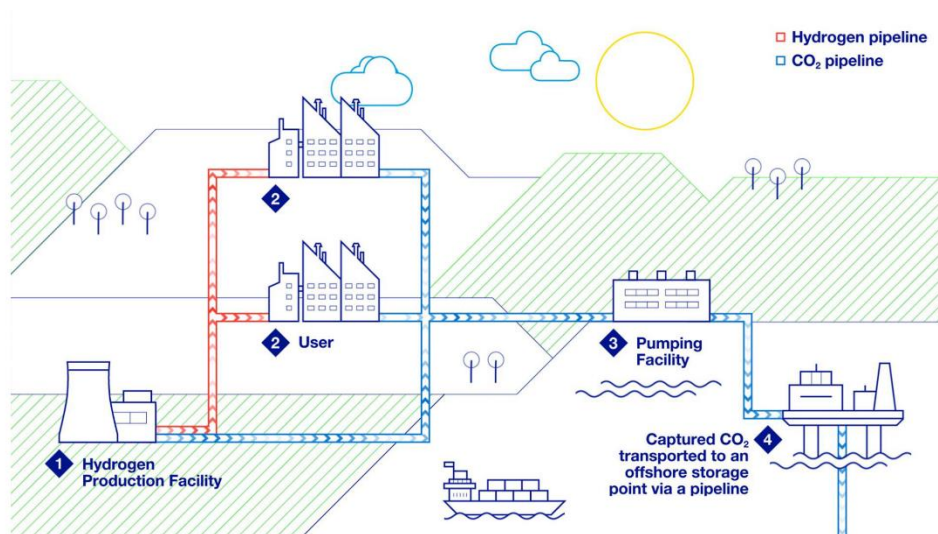 Hydrogen pipeline
CO₂ pipeline
2
2 User
3 Pumping
Facility
1 Hydrogen
Production Facility
Captured CO₂ 4
transported to an
offshore storage
point via a pipeline